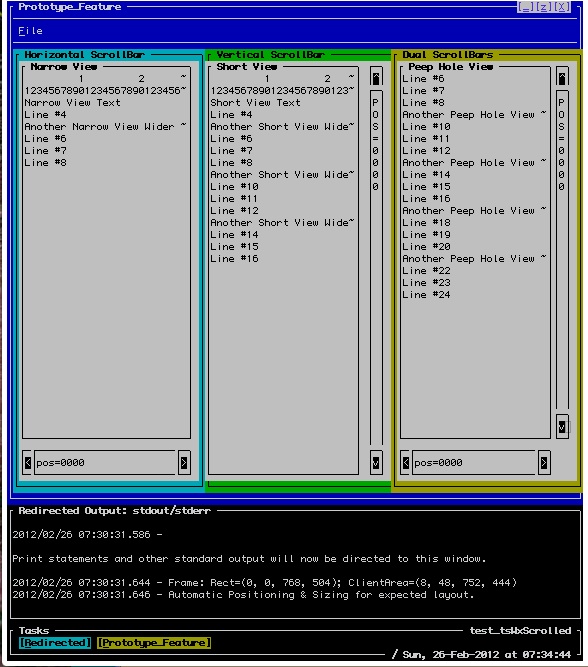 Prototype_Feature [_][z][X]
File
Horizontal ScrollBar
Narrow View
1 2 ~
12345678901234567890123456~
Narrow View Text
Line #4
Another Narrow View Wider ~
Line #6
Line #7
Line #8
< pos=0000 >
Vertical ScrollBar
Short View
1 2 ~
12345678901234567890123~
Short View Text
Line #4
Another Short View Wide~
Line #6
Line #7
Line #8
Another Short View Wide~
Line #10
Line #11
Line #12
Another Short View Wide~
Line #14
Line #15
Line #16
^
P
O
S
=
0
0
0
0
v
Dual ScrollBars
Peep Hole View
Line #6
Line #7
Line #8
Another Peep Hole View ~
Line #10
Line #11
Line #12
Another Peep Hole View ~
Line #14
Line #15
Line #16
Another Peep Hole View ~
Line #18
Line #19
Line #20
Another Peep Hole View ~
Line #22
Line #23
Line #24
^
P
O
S
=
0
0
0
0
v
< pos=0000 >
Redirected Output: stdout/stderr
2012/02/26 07:30:31.586 -
Print statements and other standard output will now be directed to this window.
2012/02/26 07:30:31.644 - Frame: Rect=(0, 0, 768, 504); ClientArea=(8, 48, 752, 444)
2012/02/26 07:30:31.646 - Automatic Positioning & Sizing for expected layout.
Tasks test_tsWxScrolled
[Redirected] [Prototype_Feature]
/ Sun, 26-Feb-2012 at 07:34:44